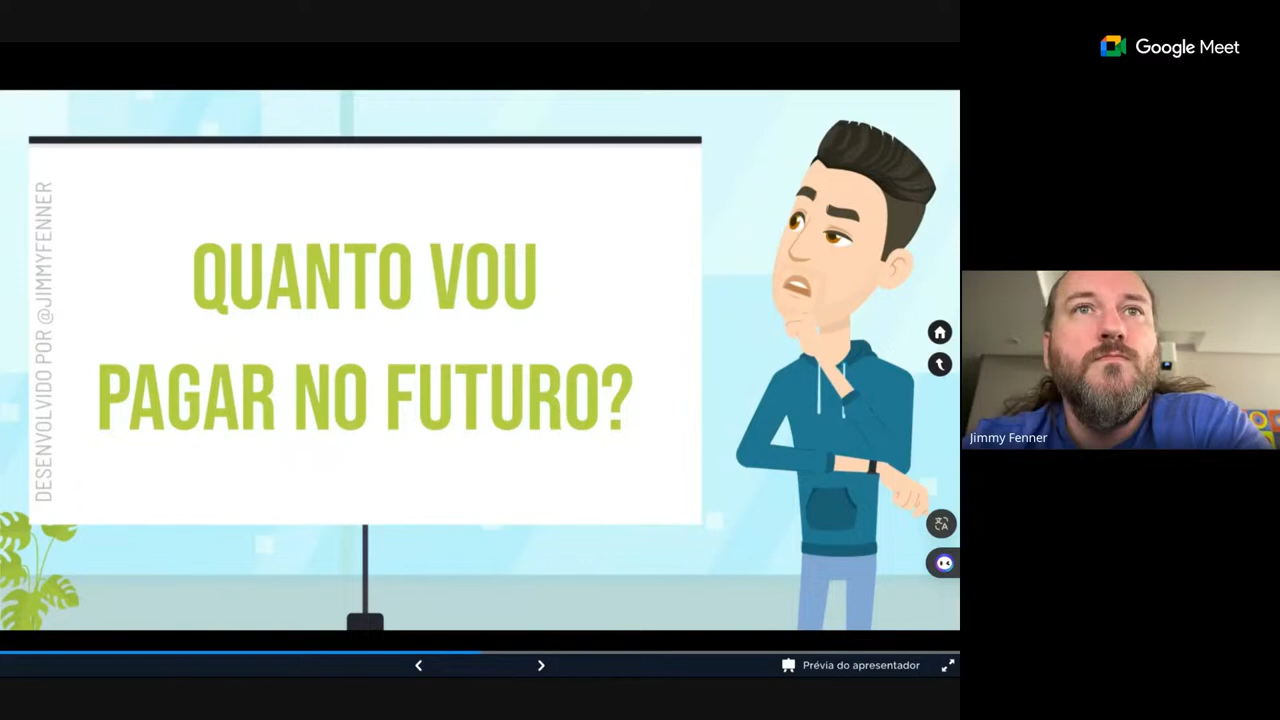 Google Meet
DESENVOLVIDO POR @JIMMYFENNER
QUANTO VOU
PAGAR NO FUTURO?
Jimmy Fenner
Prévia do apresentador